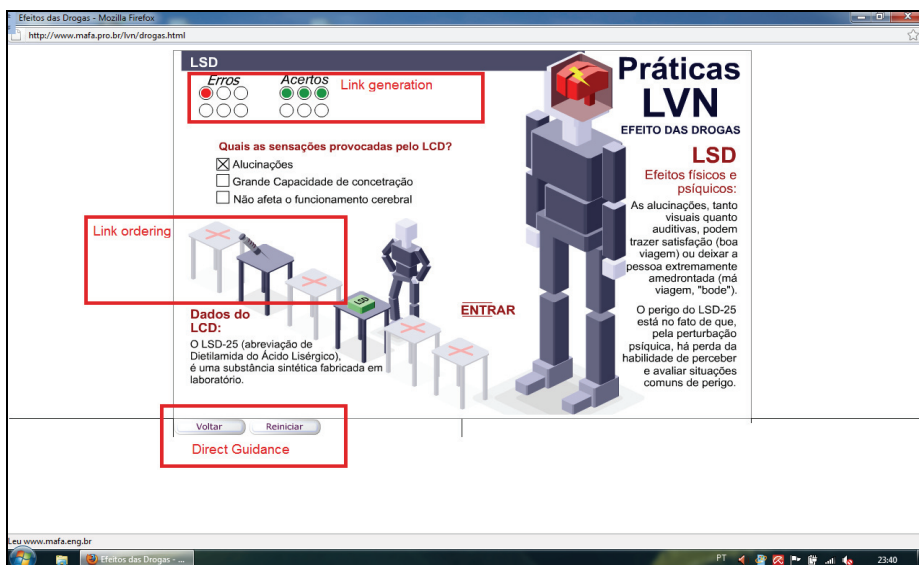 Efeitos das Drogas - Mozilla Firefox
http://www.mafa.pro.br/lvn/drogas.html
LSD
Erros Acertos
Link generation
Quais as sensações provocadas pelo LCD?
Alucinações
Grande Capacidade de concetração
Não afeta o funcionamento cerebral
Link ordering
LSD
ENTRAR
Dados do
LCD:
O LSD-25 (abreviação de
Dietilamida do Ácido Lisérgico),
é uma substância sintética fabricada em
laboratório.
Práticas
LVN
EFEITO DAS DROGAS
LSD
Efeitos físicos e
psíquicos:
As alucinações, tanto
visuais quanto
auditivas, podem
trazer satisfação (boa
viagem) ou deixar a
pessoa extremamente
amedrontada (má
viagem, "bode").
O perigo do LSD-25
está no fato de que,
pela perturbação
psíquica, há perda da
habilidade de perceber
e avaliar situações
comuns de perigo.
Voltar Reiniciar
Direct Guidance
Leu www.mafa.eng.br
Efeitos das Drogas - ...
PT 23:40